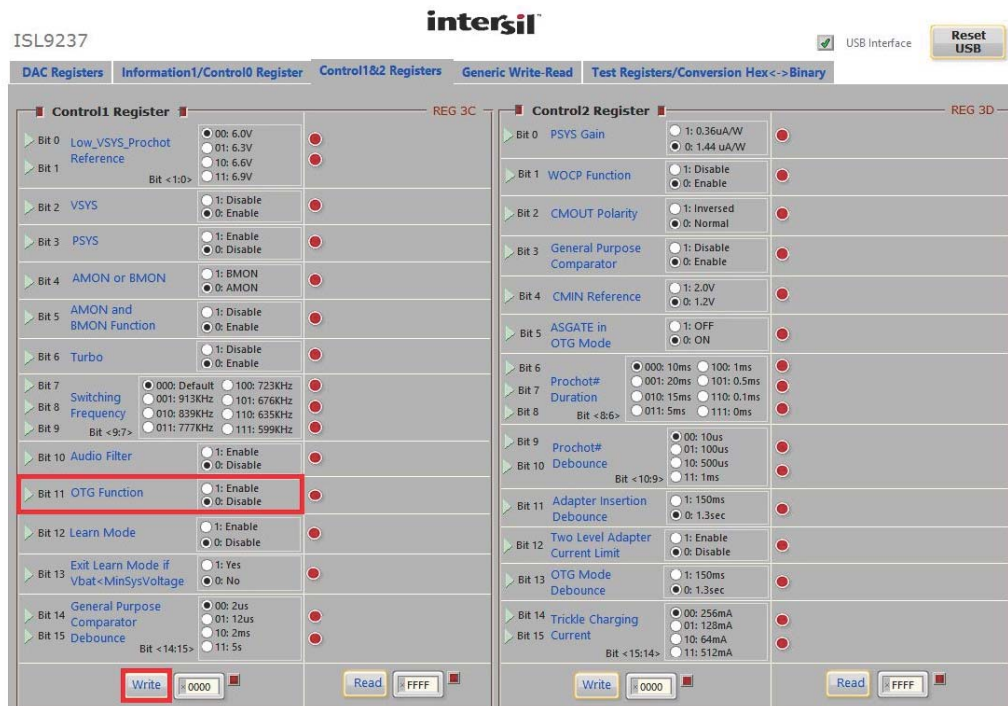 intersil
ISL9237
USB Interface
Reset USB
DAC Registers Information1/Control0 Register Control1&2 Registers Generic Write-Read Test Registers/Conversion Hex<->Binary
Control1 Register REG 3C
Bit 0 Low_VSYS_Prochot 00: 6.0V
Reference 01: 6.3V
Bit 1 10: 6.6V
Bit <1:0> 11: 6.9V
Bit 2 VSYS 1: Disable
0: Enable
Bit 3 PSYS 1: Enable
0: Disable
Bit 4 AMON or BMON 1: BMON
0: AMON
Bit 5 AMON and 1: Disable
BMON Function 0: Enable
Bit 6 Turbo 1: Disable
0: Enable
Bit 7 000: Default 100: 723KHz
Switching 001: 913KHz 101: 676KHz
Bit 8 Frequency 010: 839KHz 110: 635KHz
Bit 9 Bit <9:7> 011: 777KHz 111: 599KHz
Bit 10 Audio Filter 1: Enable
0: Disable
Bit 11 OTG Function 1: Enable
0: Disable
Bit 12 Learn Mode 1: Enable
0: Disable
Bit 13 Exit Learn Mode if 1: Yes
Vbat<MinSysVoltage 0: No
General Purpose 00: 2us
Bit 14 Comparator 01: 12us
Bit 15 Debounce 10: 2ms
Bit <14:15> 11: 5s
Write x 0000 Read x FFFF
Control2 Register REG 3D
Bit 0 PSYS Gain 1: 0.36uA/W
0: 1.44 uA/W
Bit 1 WOCP Function 1: Disable
0: Enable
Bit 2 CMOUT Polarity 1: Inversed
0: Normal
Bit 3 General Purpose 1: Disable
Comparator 0: Enable
Bit 4 CMIN Reference 1: 2.0V
0: 1.2V
Bit 5 ASGATE in 1: OFF
OTG Mode 0: ON
Bit 6 000: 10ms 100: 1ms
Prochot# 001: 20ms 101: 0.5ms
Bit 7 Duration 010: 15ms 110: 0.1ms
Bit 8 Bit <8:6> 011: 5ms 111: 0ms
Bit 9 00: 10us
Prochot# 01: 100us
Bit 10 Debounce 10: 500us
Bit <10:9> 11: 1ms
Bit 11 Adapter Insertion 1: 150ms
Debounce 0: 1.3sec
Bit 12 Two Level Adapter 1: Enable
Current Limit 0: Disable
Bit 13 OTG Mode 1: 150ms
Debounce 0: 1.3sec
Bit 14 Trickle Charging 00: 256mA
01: 128mA
Bit 15 Current 10: 64mA
Bit <15:14> 11: 512mA
Write x 0000 Read x FFFF